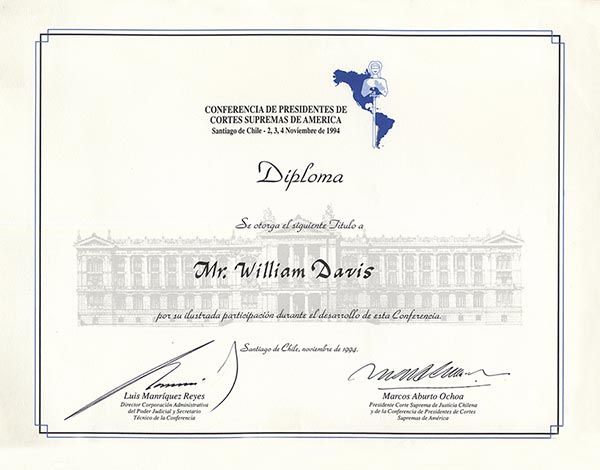 CONFERENCIA DE PRESIDENTES DE
CORTES SUPREMAS DE AMERICA
Santiago de Chile - 2, 3, 4 Noviembre de 1994
Diploma
Se otorga el siguiente Titulo a
Mr. William Davis
por su ilustrada participación durante el desarrollo de esta Conferencia.
Santiago de Chile, noviembre de 1994.
Luis Manríquez Reyes
Director Corporación Administrativa
del Poder Judicial y Secretario
Técnico de la Conferencia
Marcos Aburto Ochoa
Presidente Corte Suprema de Justicia Chilena
y de la Conferencia de Presidentes de Cortes
Supremas de América